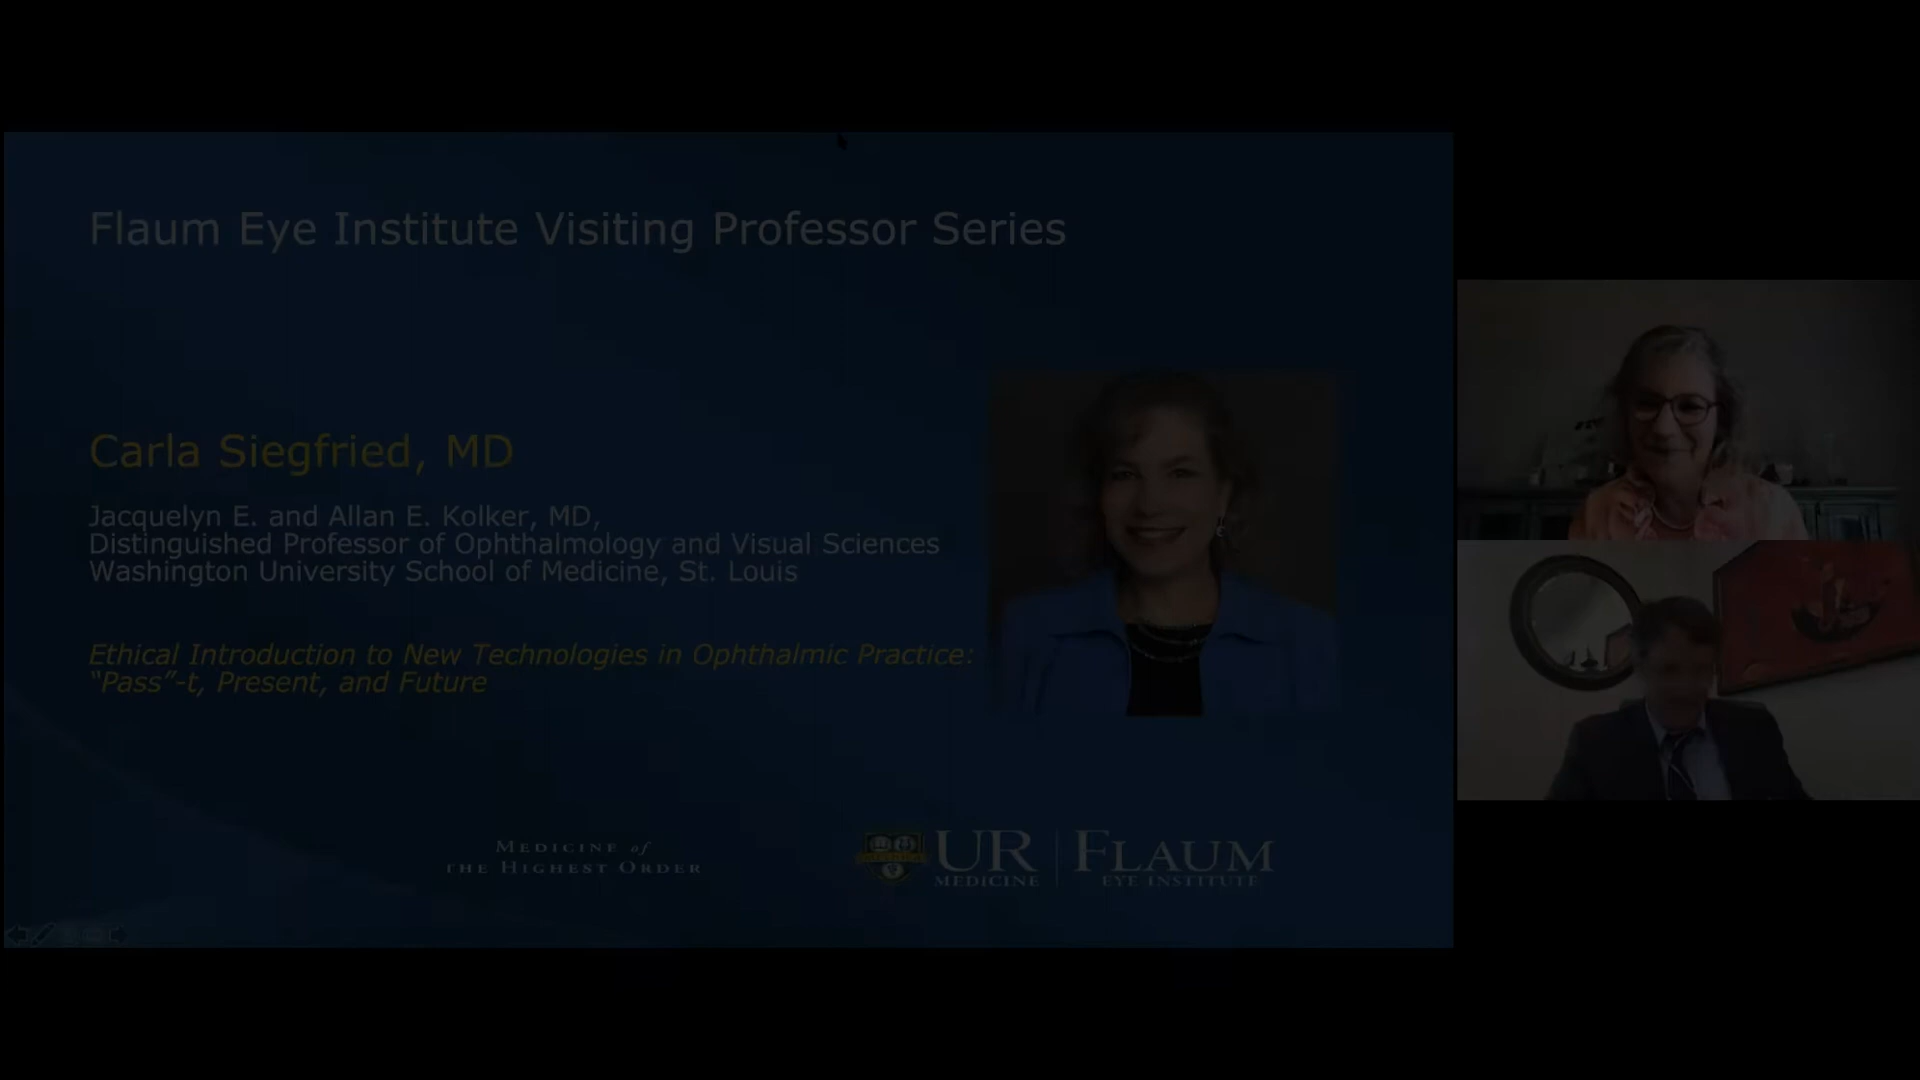 Flaum Eye Institute Visiting Professor Series
Carla Siegfried, MD
Jacquelyn E. and Allan E. Kolker, MD,
Distinguished Professor of Ophthalmology and Visual Sciences
Washington University School of Medicine, St. Louis
Ethical Introduction to New Technologies in Ophthalmic Practice:
“Pass”-t, Present, and Future
MEDICINE of
THE HIGHEST ORDER
UR
MEDICINE
FLAUM
EYE INSTITUTE